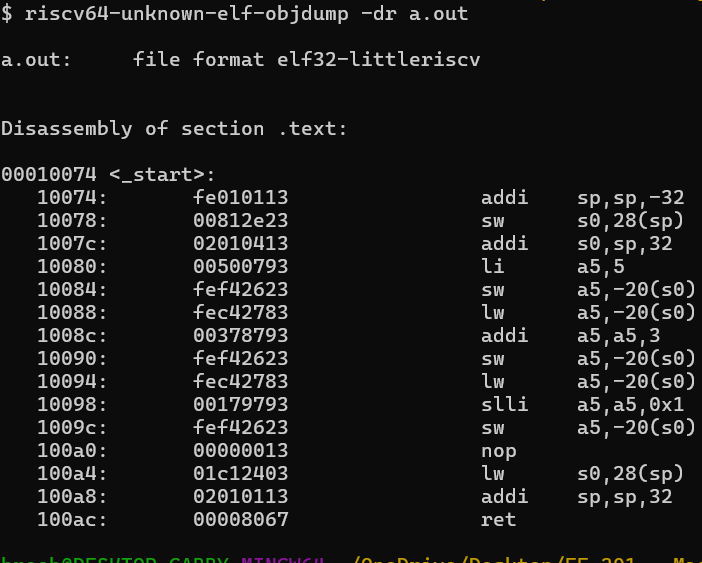 $ riscv64-unknown-elf-objdump -dr a.out
a.out:     file format elf32-littleriscv
Disassembly of section .text:
00010074 <_start>:
10074:       fe010113                addi    sp,sp,-32
10078:       00812e23                sw      s0,28(sp)
1007c:       02010413                addi    s0,sp,32
10080:       00500793                li      a5,5
10084:       fef42623                sw      a5,-20(s0)
10088:       fec42783                lw      a5,-20(s0)
1008c:       00378793                addi    a5,a5,3
10090:       fef42623                sw      a5,-20(s0)
10094:       fec42783                lw      a5,-20(s0)
10098:       00179793                slli    a5,a5,0x1
1009c:       fef42623                sw      a5,-20(s0)
100a0:       00000013                nop
100a4:       01c12403                lw      s0,28(sp)
100a8:       02010113                addi    sp,sp,32
100ac:       00008067                ret